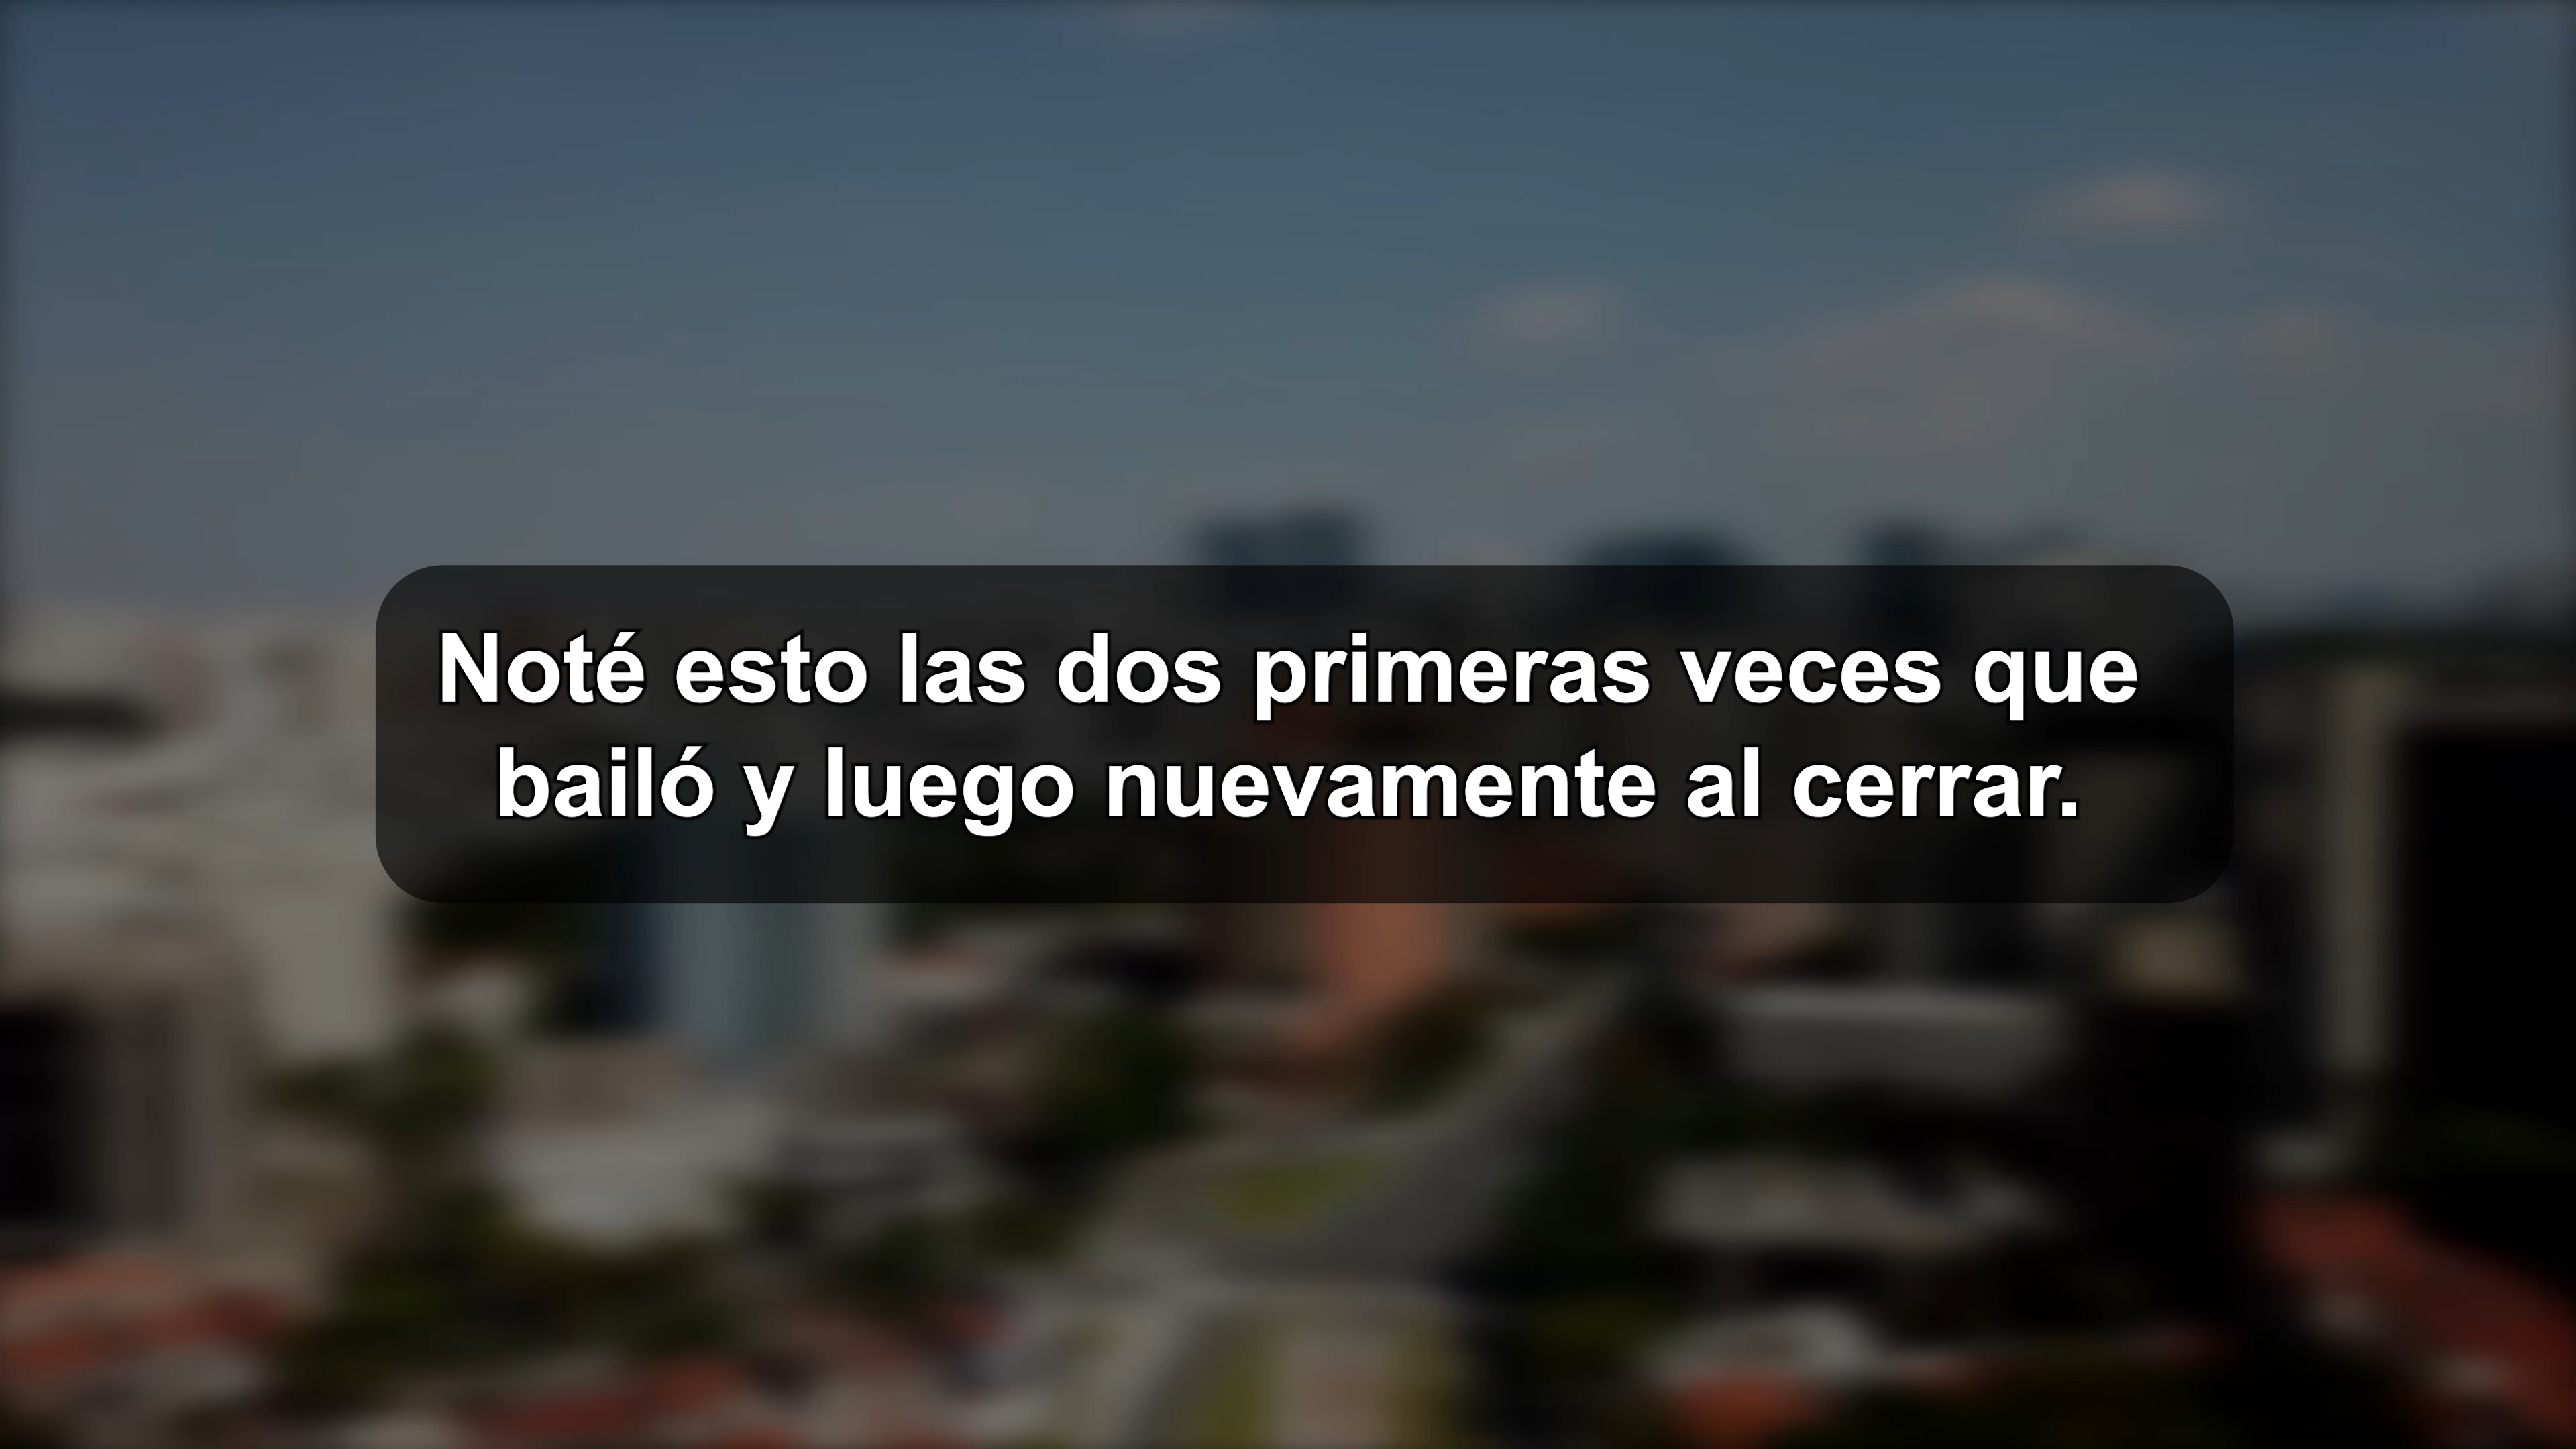 Noté esto las dos primeras veces que
bailó y luego nuevamente al cerrar.